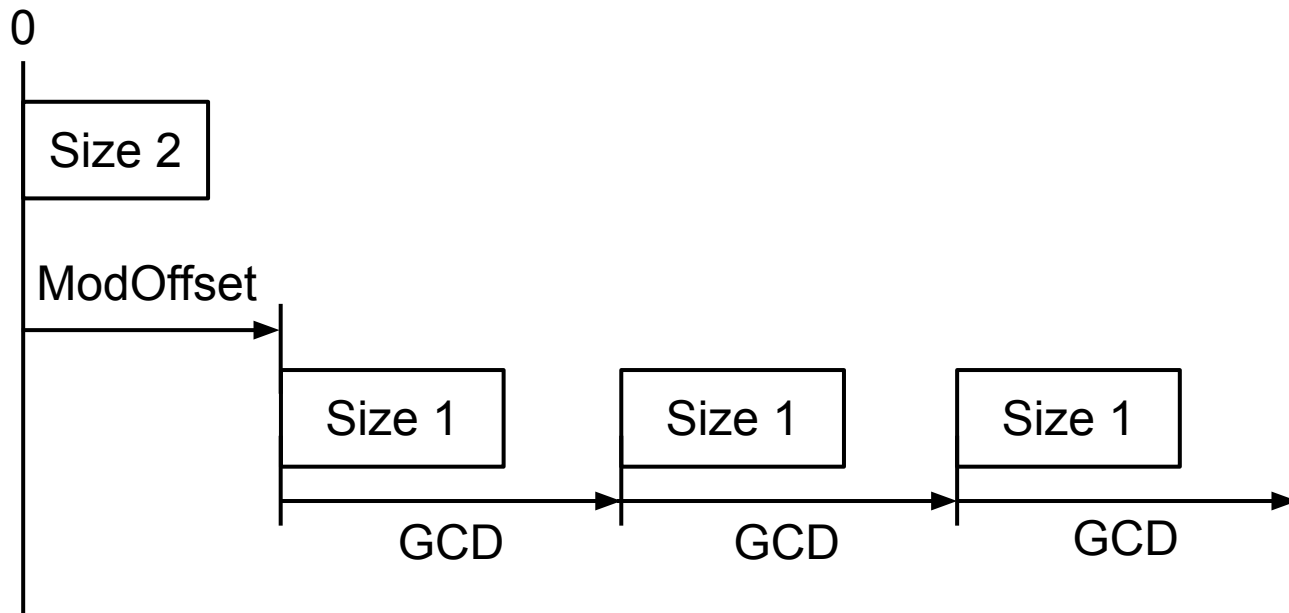 0
Size 2
ModOffset
Size 1
Size 1
Size 1
GCD
GCD
GCD